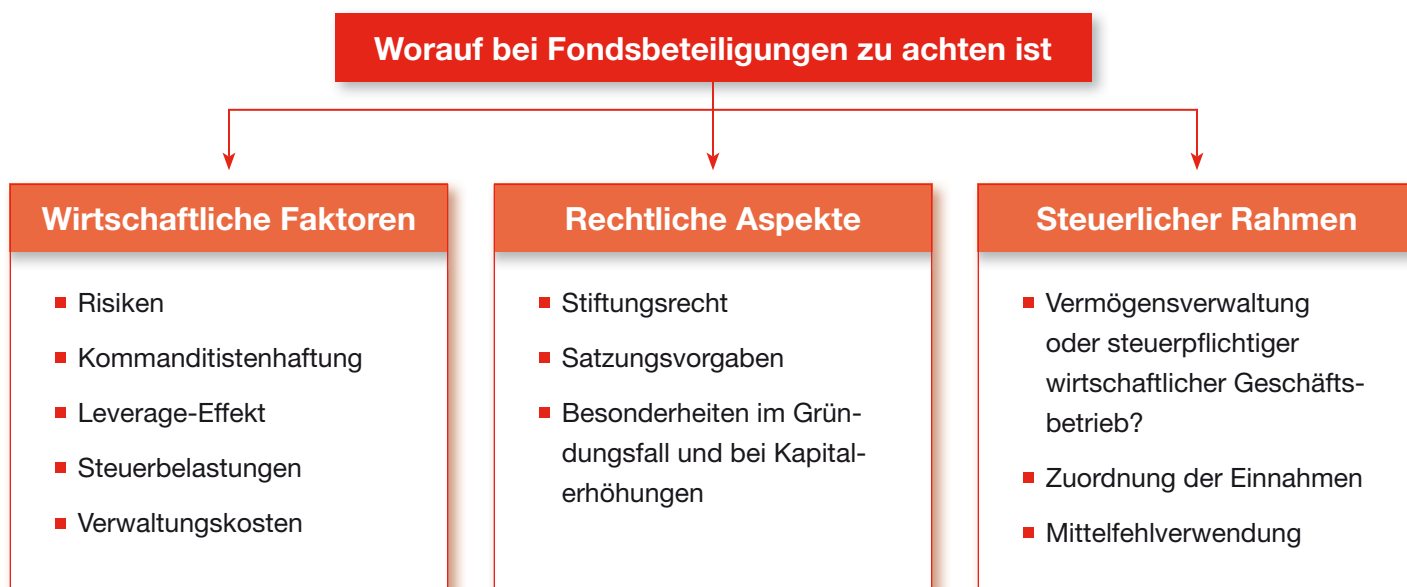 Worauf bei Fondsbeteiligungen zu achten ist
Wirtschaftliche Faktoren
■ Risiken
■ Kommanditistenhaftung
■ Leverage-Effekt
■ Steuerbelastungen
■ Verwaltungskosten
Rechtliche Aspekte
■ Stiftungsrecht
■ Satzungsvorgaben
■ Besonderheiten im Grün-
dungsfall und bei Kapital-
erhöhungen
Steuerlicher Rahmen
■ Vermögensverwaltung
oder steuerpflichtiger
wirtschaftlicher Geschäfts-
betrieb?
■ Zuordnung der Einnahmen
■ Mittelfehlverwendung